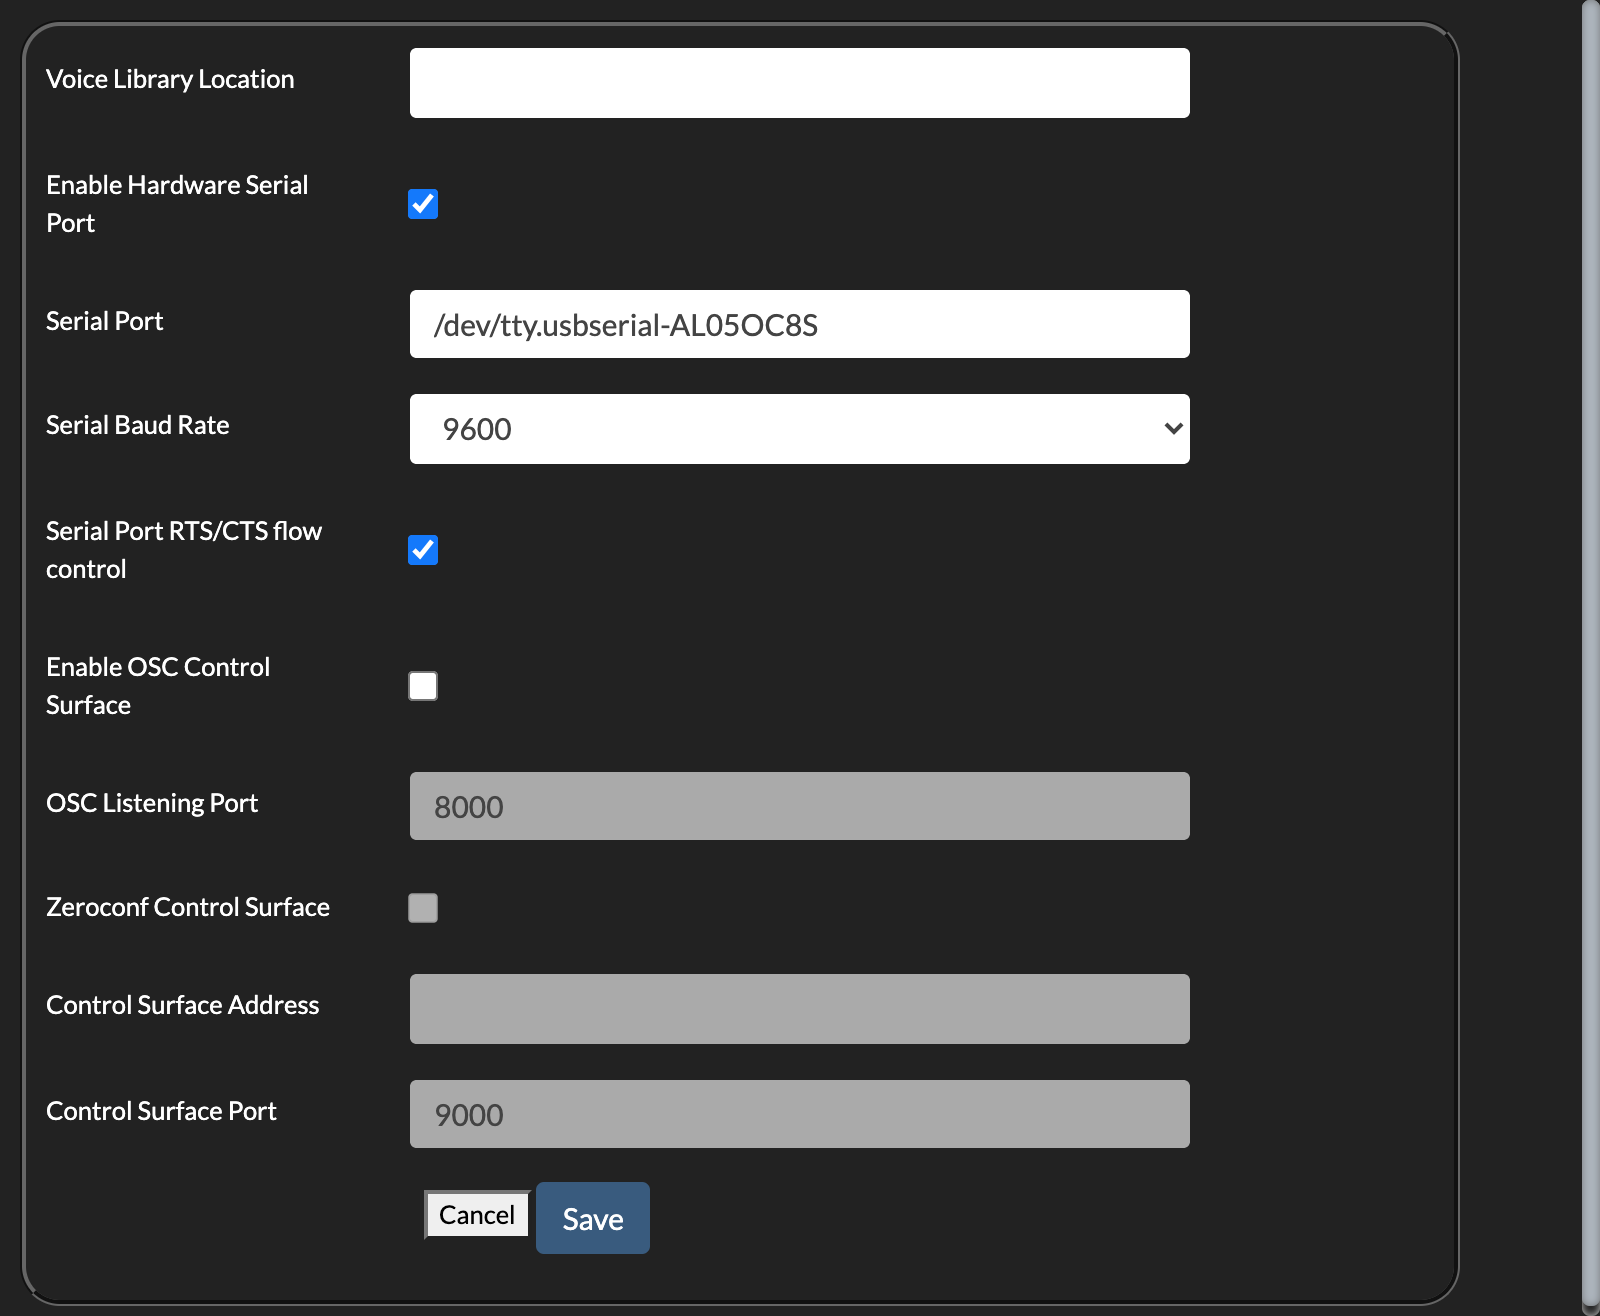 Voice Library Location
Enable Hardware Serial
Port
Serial Port
/dev/tty.usbserial-AL05OC8S
Serial Baud Rate
9600
Serial Port RTS/CTS flow
control
Enable OSC Control
Surface
OSC Listening Port
8000
Zeroconf Control Surface
Control Surface Address
Control Surface Port
9000
Cancel
Save